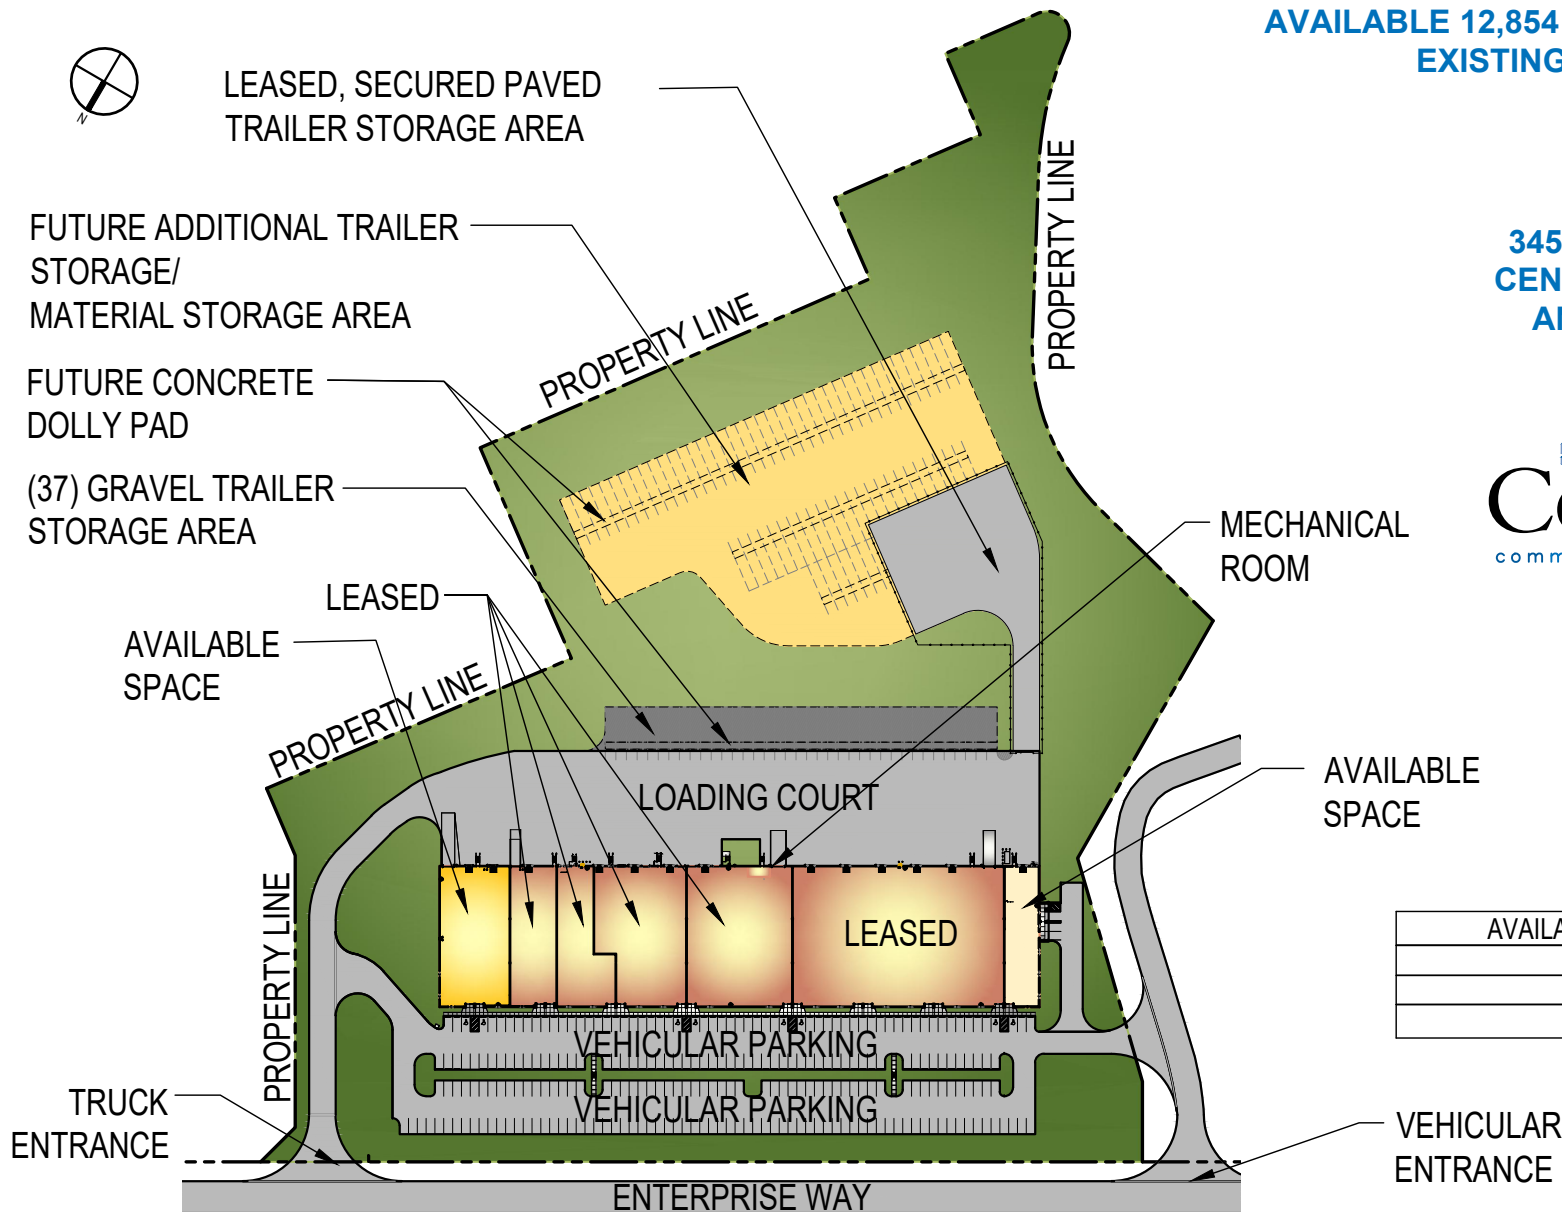 AVAILABLE 12,854
EXISTING
N
LEASED, SECURED PAVED
TRAILER STORAGE AREA
FUTURE ADDITIONAL TRAILER
STORAGE/
MATERIAL STORAGE AREA
PROPERTY LINE
PROPERTY LINE
345
FUTURE CONCRETE
DOLLY PAD
(37) GRAVEL TRAILER
STORAGE AREA
MECHANICAL
ROOM
LEASED
AVAILABLE
SPACE
PROPERTY LINE
LOADING COURT
AVAILABLE
SPACE
LEASED
PROPERTY LINE
VEHICULAR PARKING
VEHICULAR PARKING
TRUCK
ENTRANCE
VEHICULAR
ENTRANCE
ENTERPRISE WAY